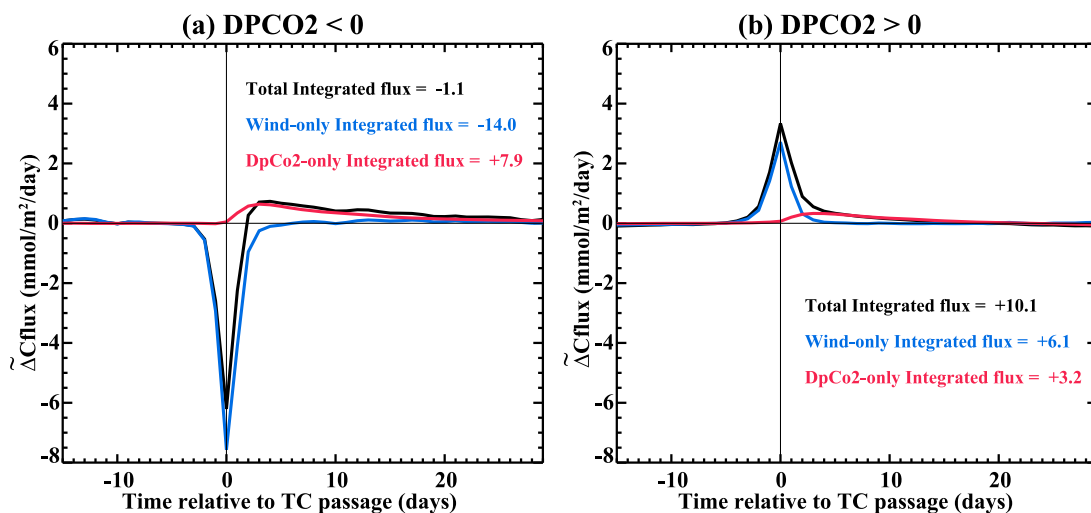 (a) DPCO2 < 0
6
4
2
0
-2
-4
-6
-8
Total Integrated flux = -1.1
Wind-only Integrated flux = -14.0
DpCo2-only Integrated flux = +7.9
-10 0 10 20
Time relative to TC passage (days)
Δ̃Cflux (mmol/m²/day)
(b) DPCO2 > 0
6
4
2
0
-2
-4
-6
-8
Total Integrated flux = +10.1
Wind-only Integrated flux = +6.1
DpCo2-only Integrated flux = +3.2
-10 0 10 20
Time relative to TC passage (days)
Δ̃Cflux (mmol/m²/day)